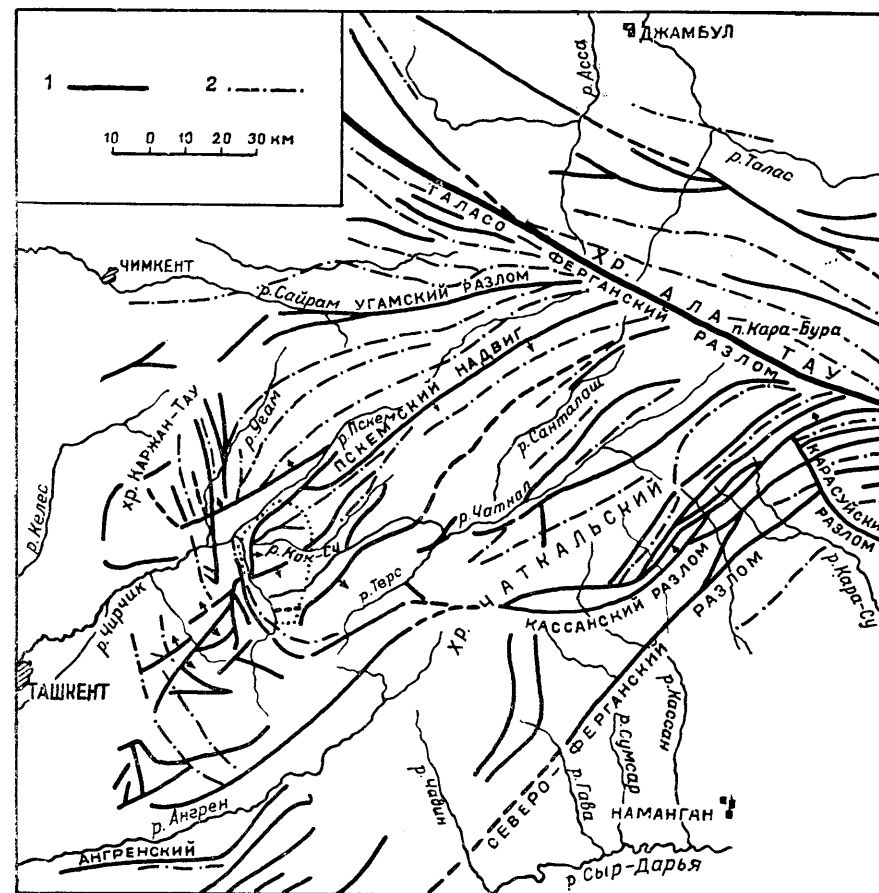 1 2
10 0 10 20 30 км
ДЖАМБУЛ
р. Асса
р. Талас
ТАЛАСО
ФЕРГАНСКИЙ
РАЗЛОМ
Хр. АЛА ТАУ
п. Кара-Бура
ЧИМКЕНТ
р. Сайрам
УГАМСКИЙ РАЗЛОМ
ПСКЕМСКИЙ НАДВИГ
р. Пскем
р. Угам
хр. КАРЖАН-ТАУ
р. Келес
р. Санталаш
р. Чаткал
р. Кок-Су
р. Терс
р. Чирчик
ТАШКЕНТ
Хр. ЧАТКАЛЬСКИЙ
КАССАНСКИЙ РАЗЛОМ
КАРАСУЙСКИЙ
РАЗЛОМ
р. Кара-Су
СЕВЕРО-ФЕРГАНСКИЙ РАЗЛОМ
р. Кассан
р. Сумсар
р. Гава
р. Ангрен
АНГРЕНСКИЙ
НАМАНГАН
р. Сыр-Дарья